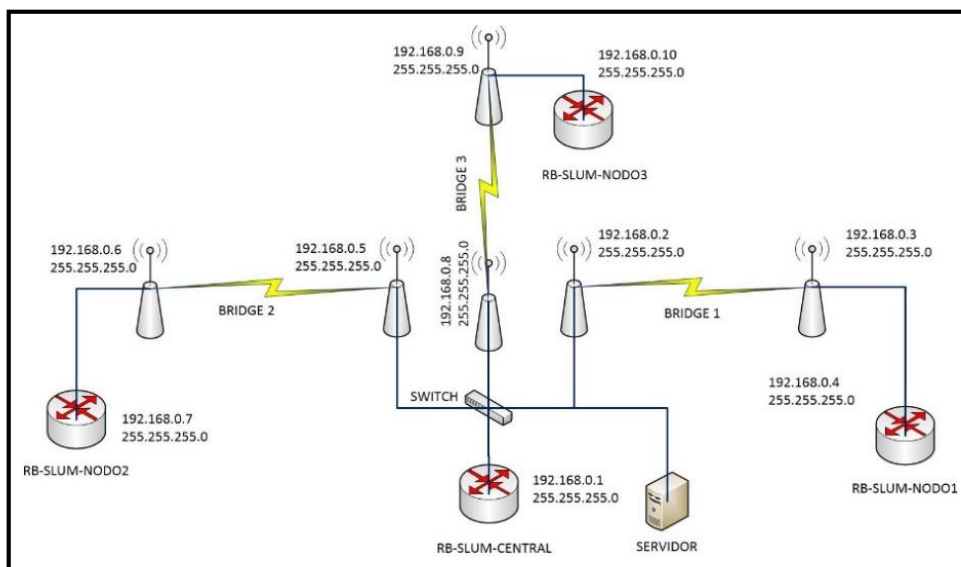 192.168.0.9
255.255.255.0
192.168.0.10
255.255.255.0
RB-SLUM-NODO3
BRIDGE 3
192.168.0.6
255.255.255.0
192.168.0.5
255.255.255.0
192.168.0.8
255.255.255.0
192.168.0.2
255.255.255.0
192.168.0.3
255.255.255.0
BRIDGE 2
BRIDGE 1
SWITCH
192.168.0.7
255.255.255.0
RB-SLUM-NODO2
192.168.0.4
255.255.255.0
RB-SLUM-NODO1
192.168.0.1
255.255.255.0
RB-SLUM-CENTRAL
SERVIDOR